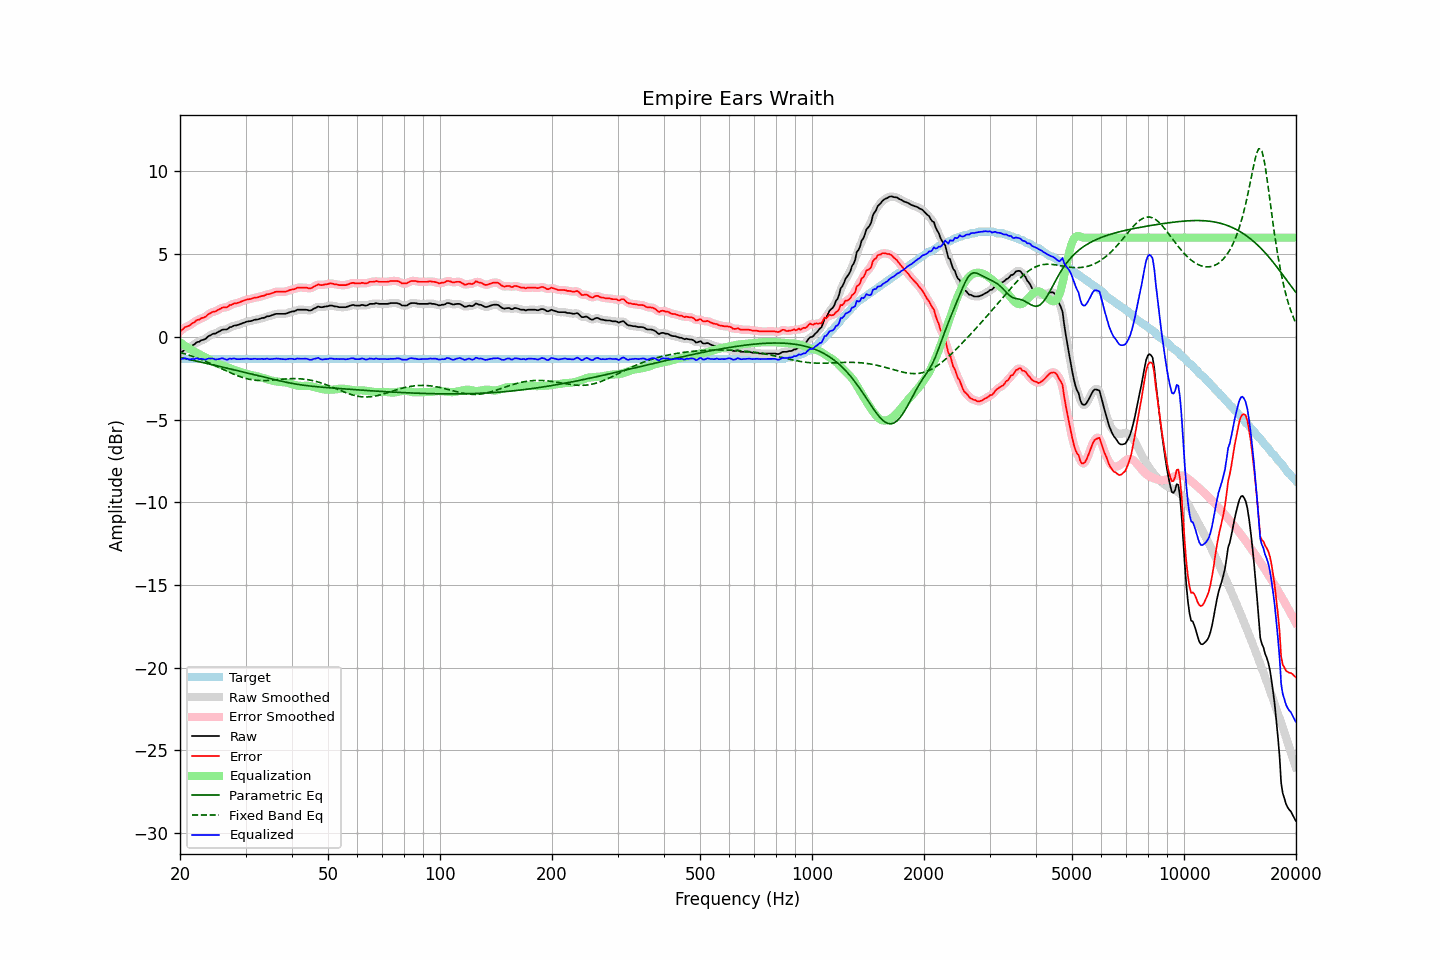 Empire Ears Wraith
10
5
0
−5
−10
−15
−20
−25
−30
Amplitude (dBr)
Target
Raw Smoothed
Error Smoothed
Raw
Error
Equalization
Parametric Eq
Fixed Band Eq
Equalized
20 50 100 200 500 1000 2000 5000 10000 20000
Frequency (Hz)